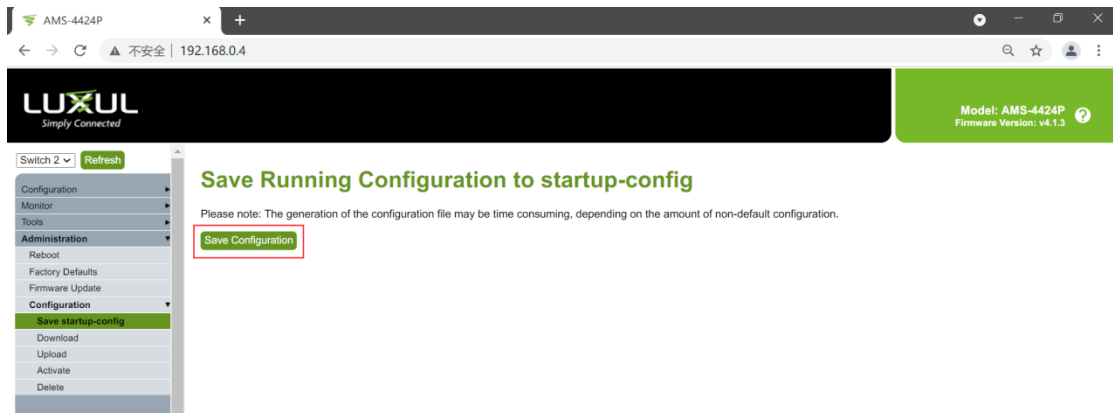 AMS-4424P
不安全 | 192.168.0.4
LUXUL
Simply Connected
Model: AMS-4424P
Firmware Version: v4.1.3
Switch 2 Refresh
Configuration
Monitor
Tools
Administration
Reboot
Factory Defaults
Firmware Update
Configuration
Save startup-config
Download
Upload
Activate
Delete
Save Running Configuration to startup-config
Please note: The generation of the configuration file may be time consuming, depending on the amount of non-default configuration.
Save Configuration